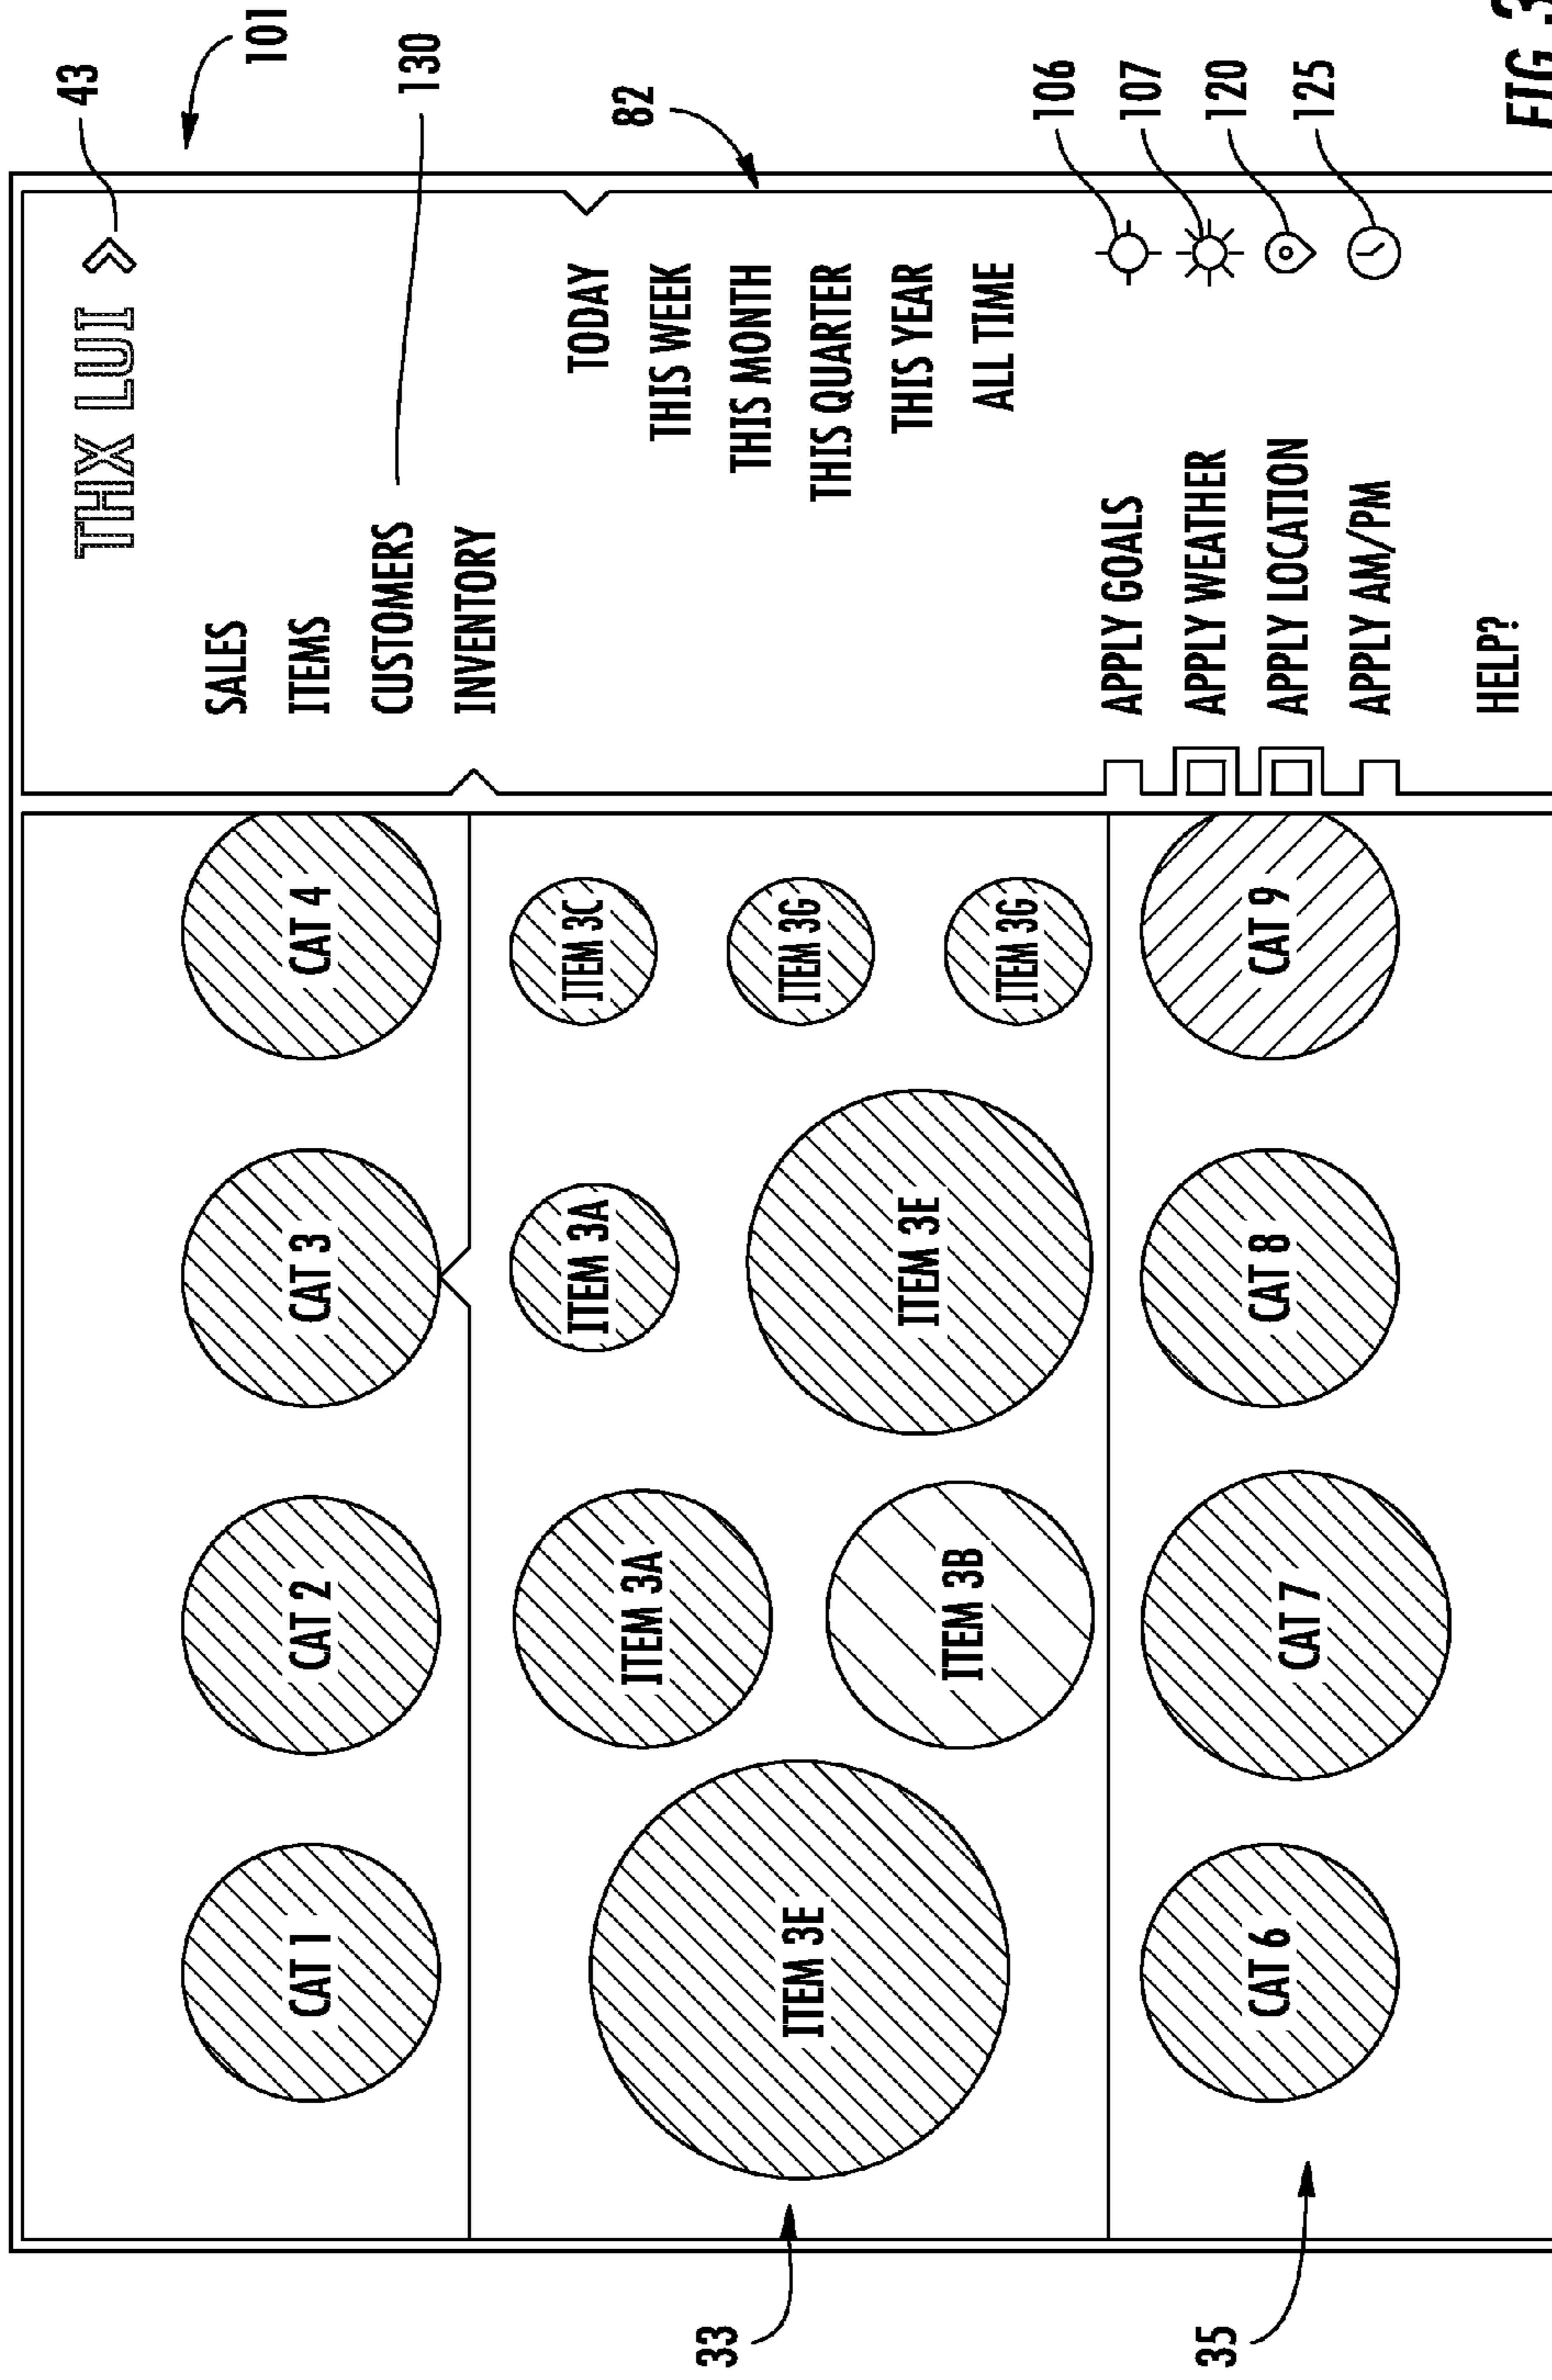 THX LUI
43
101
SALES
ITEMS
CUSTOMERS
INVENTORY
130
TODAY
THIS WEEK
THIS MONTH
THIS QUARTER
THIS YEAR
ALL TIME
82
APPLY GOALS
APPLY WEATHER
APPLY LOCATION
APPLY AM/PM
106
107
120
125
HELP?
CAT 1
CAT 2
CAT 3
CAT 4
ITEM 3E
ITEM 3A
ITEM 3B
ITEM 3A
ITEM 3E
ITEM 3C
ITEM 3G
ITEM 3G
CAT 6
CAT 7
CAT 8
CAT 9
33
35
FIG 3